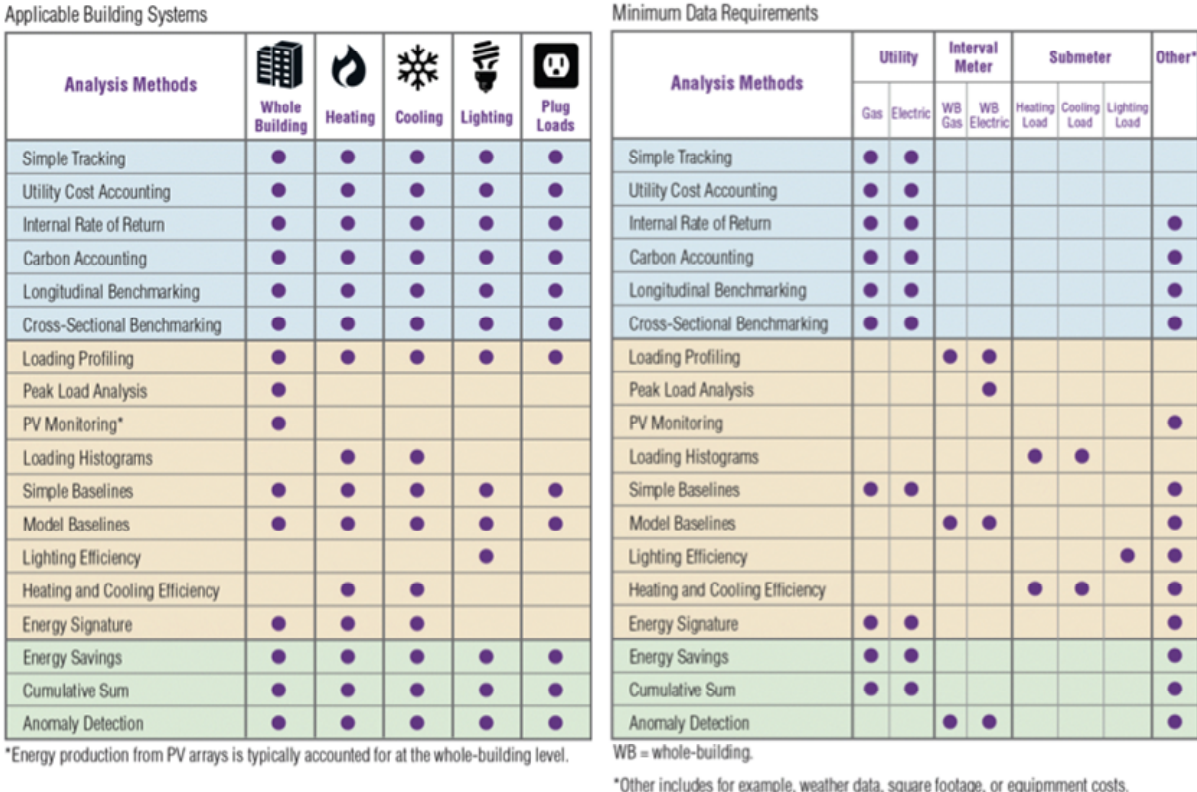 Applicable Building Systems
Analysis Methods
Whole
Building
Heating
Cooling
Lighting
Plug
Loads
Simple Tracking
Utility Cost Accounting
Internal Rate of Return
Carbon Accounting
Longitudinal Benchmarking
Cross-Sectional Benchmarking
Loading Profiling
Peak Load Analysis
PV Monitoring*
Loading Histograms
Simple Baselines
Model Baselines
Lighting Efficiency
Heating and Cooling Efficiency
Energy Signature
Energy Savings
Cumulative Sum
Anomaly Detection
*Energy production from PV arrays is typically accounted for at the whole-building level.
Minimum Data Requirements
Analysis Methods
Utility
Interval
Meter
Submeter
Other*
Gas
Electric
WB
Gas
WB
Electric
Heating
Load
Cooling
Load
Lighting
Load
Simple Tracking
Utility Cost Accounting
Internal Rate of Return
Carbon Accounting
Longitudinal Benchmarking
Cross-Sectional Benchmarking
Loading Profiling
Peak Load Analysis
PV Monitoring
Loading Histograms
Simple Baselines
Model Baselines
Lighting Efficiency
Heating and Cooling Efficiency
Energy Signature
Energy Savings
Cumulative Sum
Anomaly Detection
WB = whole-building.
*Other includes for example, weather data, square footage, or equipmment costs.